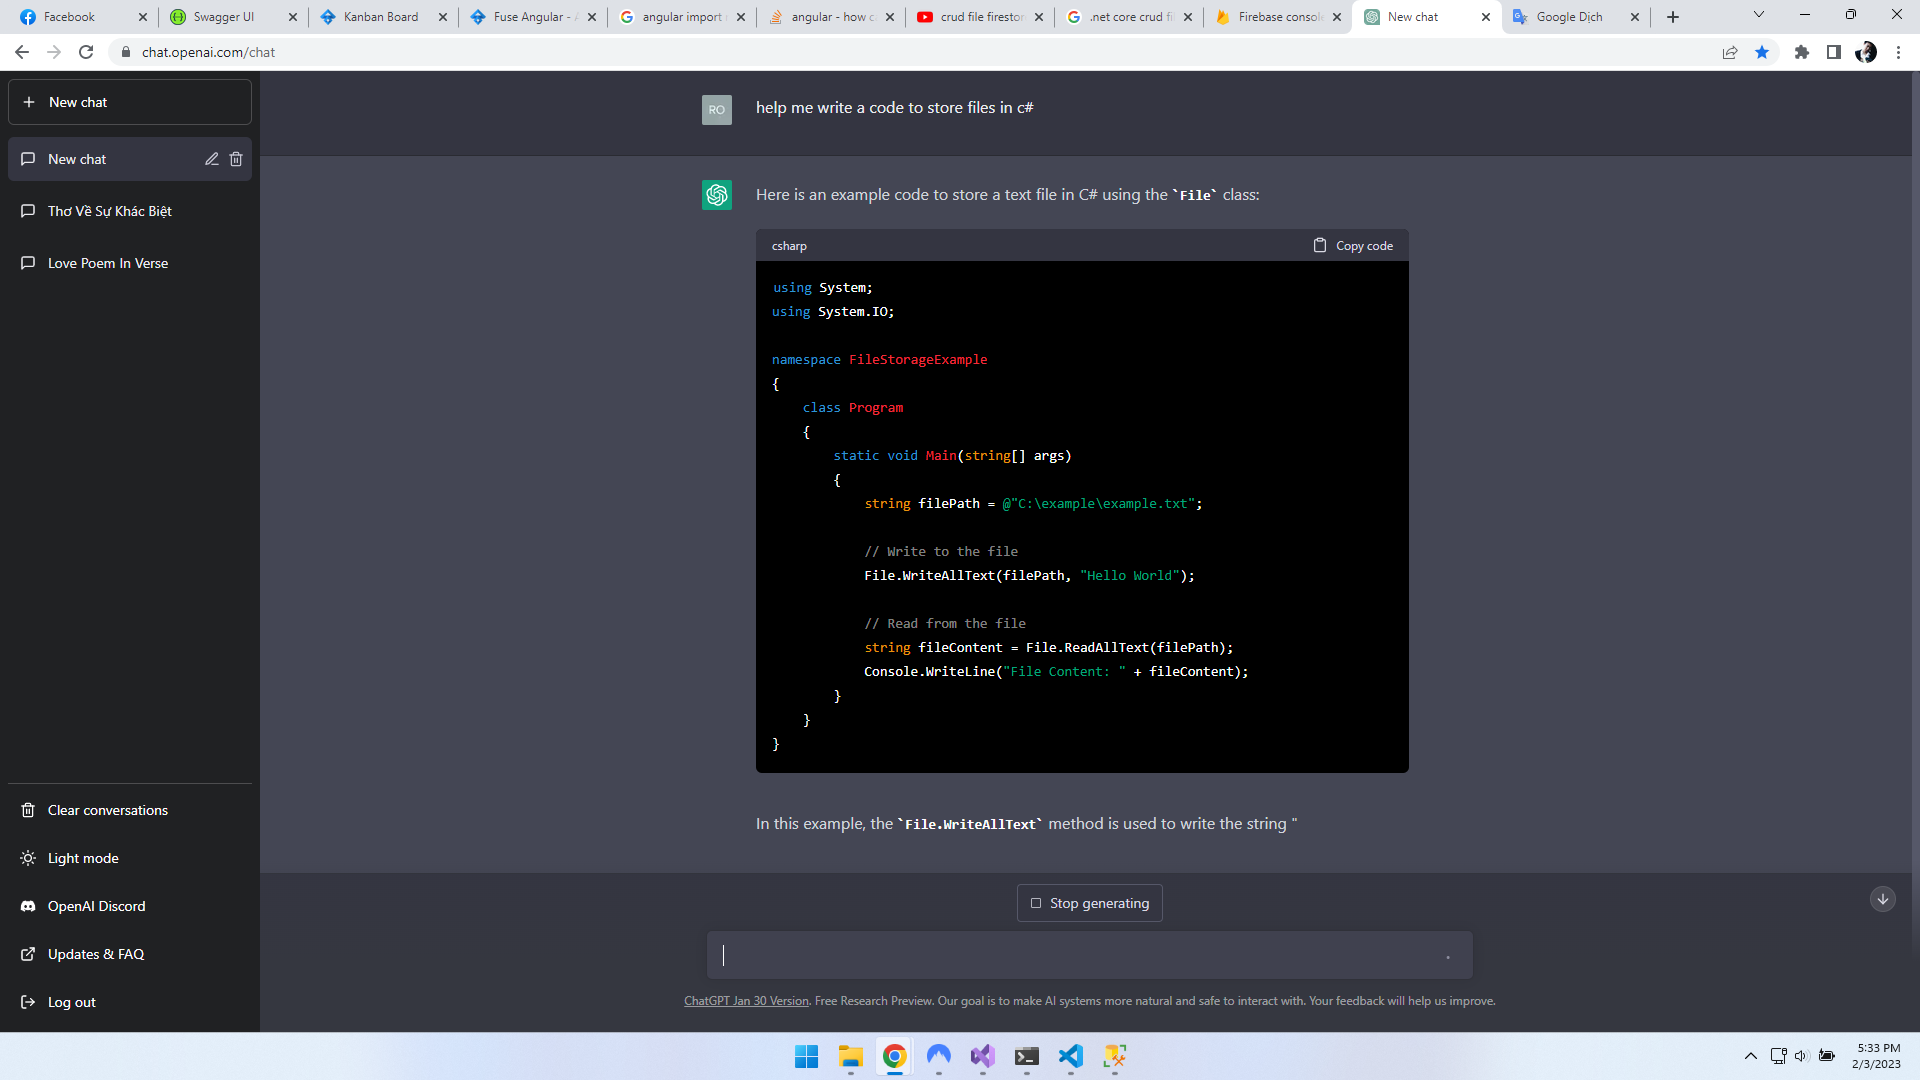 Facebook
Swagger UI
Kanban Board
Fuse Angular - A
angular import
angular - how c
crud file firestor
.net core crud fi
Firebase consol
New chat
Google Dịch
chat.openai.com/chat
New chat
New chat
Thơ Về Sự Khác Biệt
Love Poem In Verse
Clear conversations
Light mode
OpenAI Discord
Updates & FAQ
Log out
RO
help me write a code to store files in c#
Here is an example code to store a text file in C# using the `File` class:
csharp
Copy code
using System;
using System.IO;
namespace FileStorageExample
{
class Program
{
static void Main(string[] args)
{
string filePath = @"C:\example\example.txt";
// Write to the file
File.WriteAllText(filePath, "Hello World");
// Read from the file
string fileContent = File.ReadAllText(filePath);
Console.WriteLine("File Content: " + fileContent);
}
}
}
In this example, the `File.WriteAllText` method is used to write the string "
Stop generating
ChatGPT Jan 30 Version. Free Research Preview. Our goal is to make AI systems more natural and safe to interact with. Your feedback will help us improve.
5:33 PM
2/3/2023